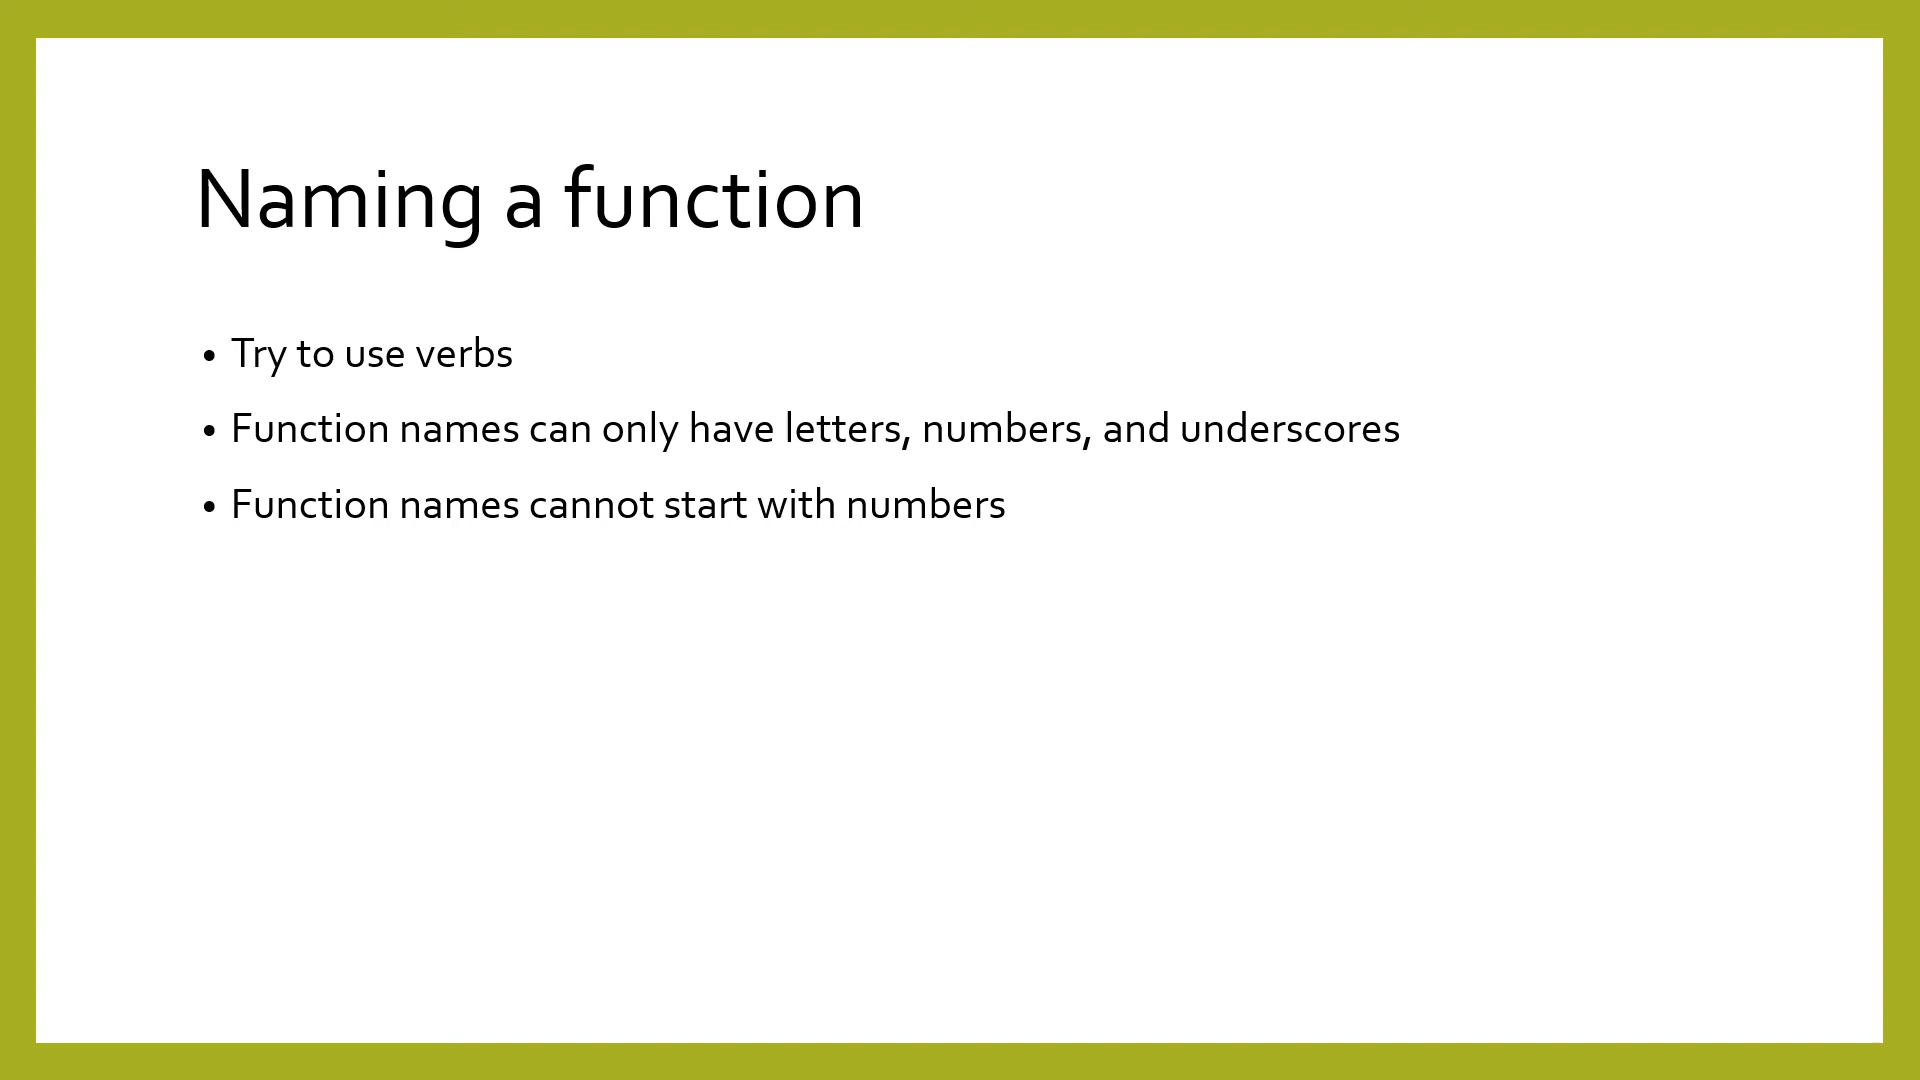 Naming a function
• Try to use verbs
• Function names can only have letters, numbers, and underscores
• Function names cannot start with numbers